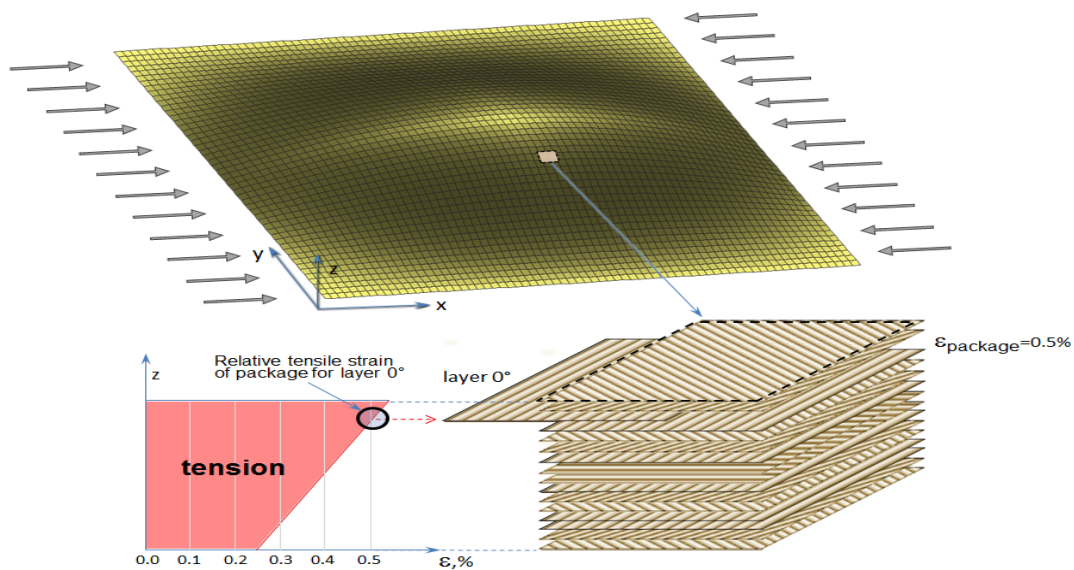 y
z
x
ε_package=0.5%
z
Relative tensile strain
of package for layer 0°
layer 0°
tension
0.0 0.1 0.2 0.3 0.4 0.5 ε,%